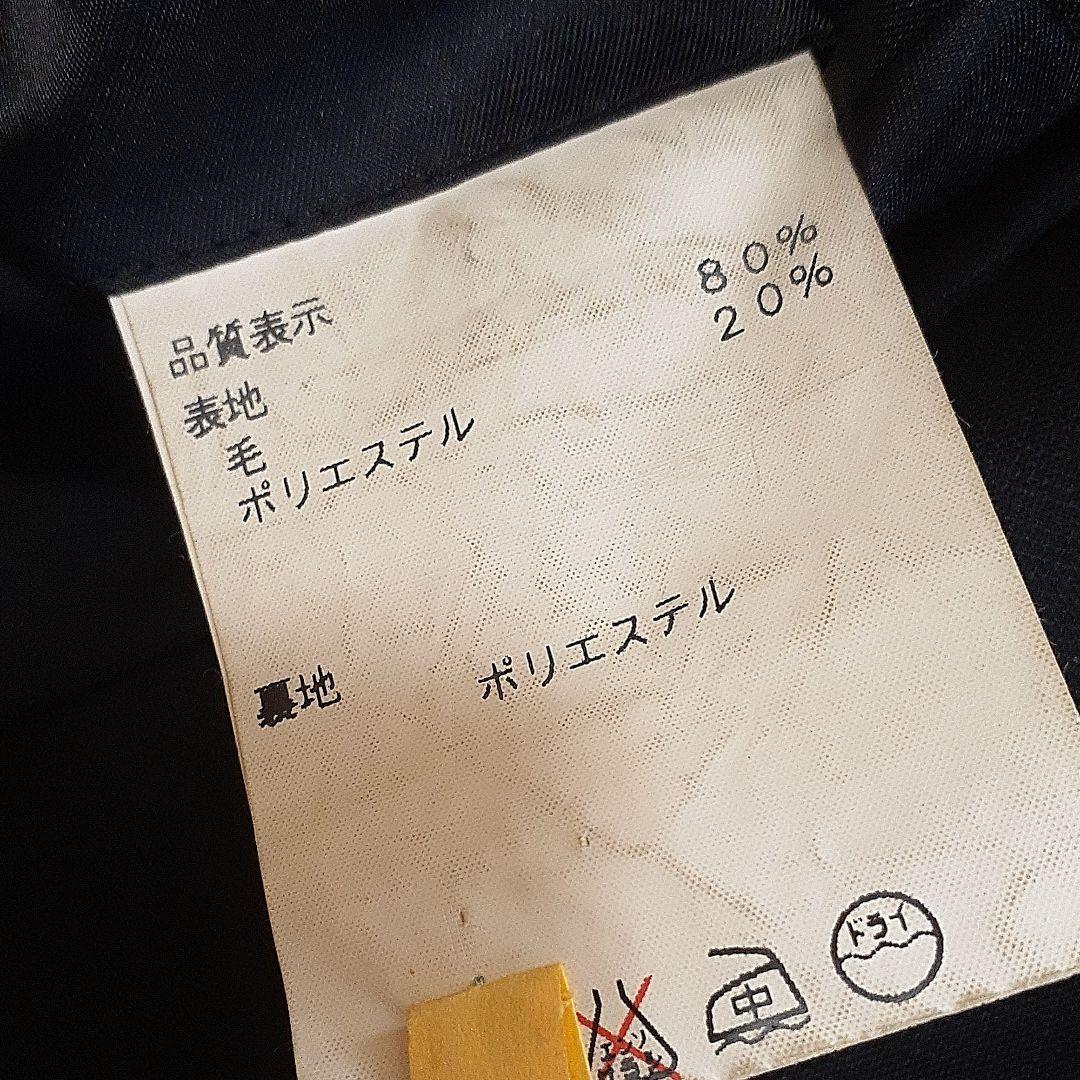 品質表示
表地
毛 80%
ポリエステル 20%
裏地 ポリエステル
中
ドライ